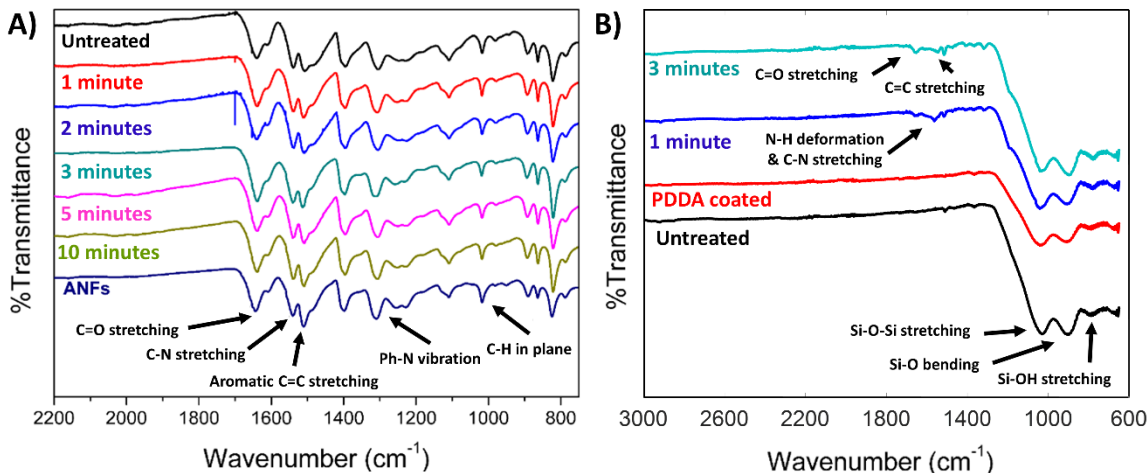 A)
Untreated
1 minute
2 minutes
3 minutes
5 minutes
10 minutes
ANFs
C=O stretching
C-N stretching
Aromatic C=C stretching
Ph-N vibration
C-H in plane
%Transmittance
2200 2000 1800 1600 1400 1200 1000 800
Wavenumber (cm⁻¹)
B)
3 minutes
C=O stretching
C=C stretching
1 minute
N-H deformation
& C-N stretching
PDDA coated
Untreated
Si-O-Si stretching
Si-O bending
Si-OH stretching
%Transmittance
3000 2600 2200 1800 1400 1000 600
Wavenumber (cm⁻¹)